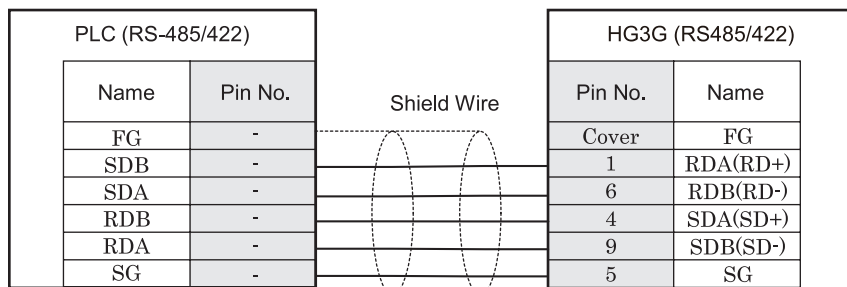 PLC (RS-485/422) HG3G (RS485/422)
Name Pin No. Shield Wire Pin No. Name
FG - Cover FG
SDB - 1 RDA(RD+)
SDA - 6 RDB(RD-)
RDB - 4 SDA(SD+)
RDA - 9 SDB(SD-)
SG - 5 SG